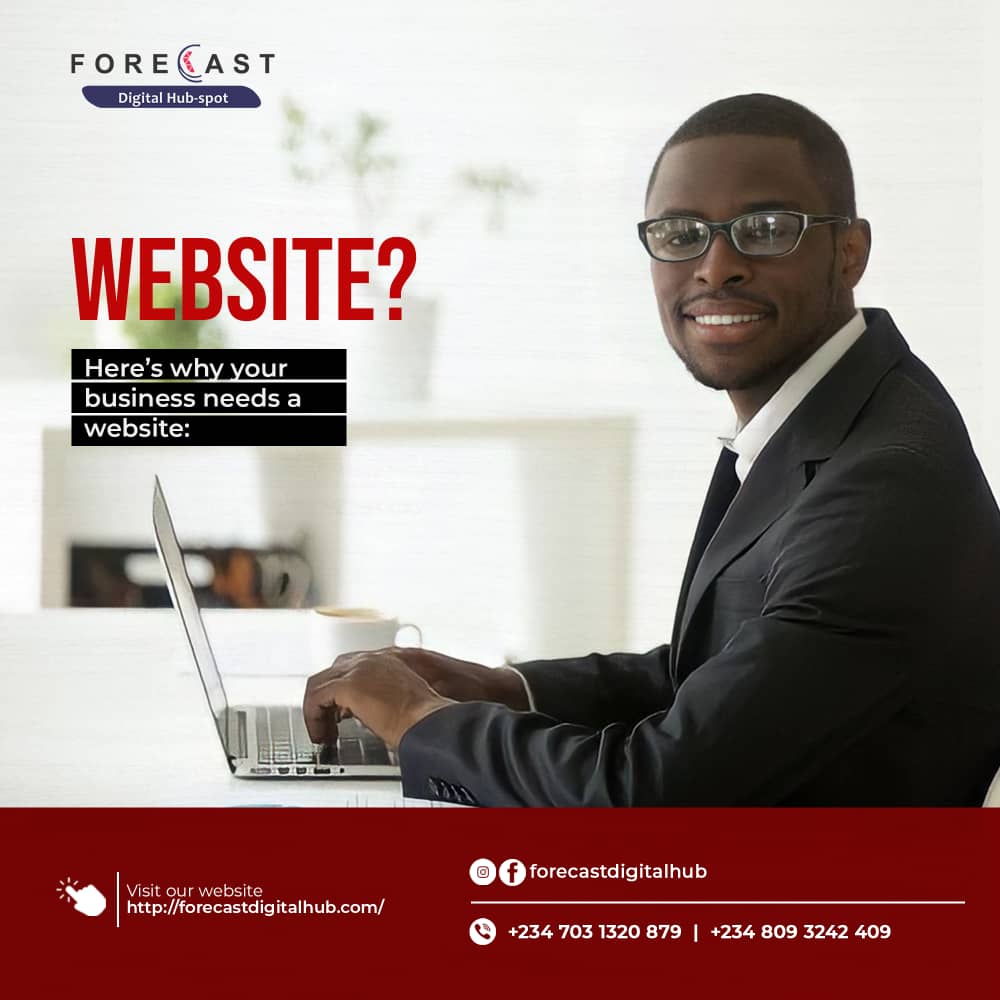 FORECAST
Digital Hub-spot
WEBSITE?
Here's why your
business needs a
website:
Visit our website
http://forecastdigitalhub.com/
forecastdigitalhub
+234 703 1320 879 | +234 809 3242 409